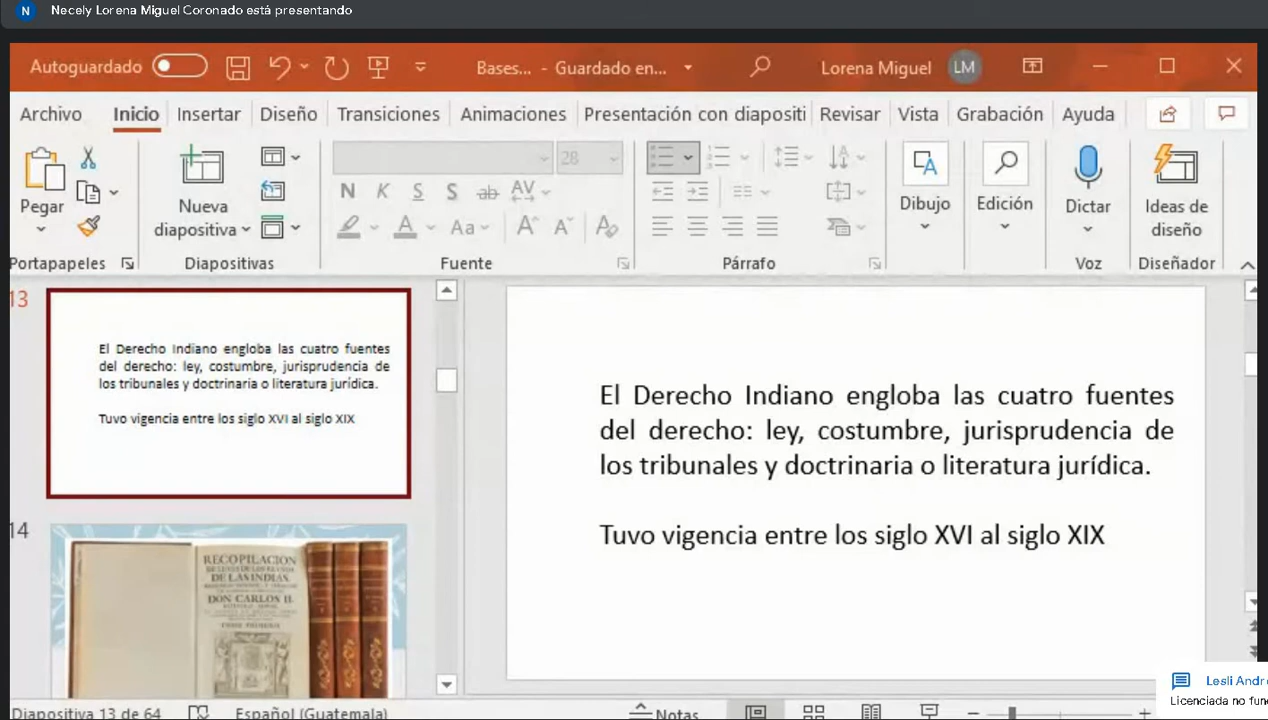 N Necely Lorena Miguel Coronado está presentando
Autoguardado Bases... - Guardado en... Lorena Miguel LM
Archivo Inicio Insertar Diseño Transiciones Animaciones Presentación con diapositi Revisar Vista Grabación Ayuda
28
N K S S ab AV
Pegar Nueva diapositiva Dibujo Edición Dictar Ideas de diseño
Aa A A
Portapapeles Diapositivas Fuente Párrafo Voz Diseñador
13
El Derecho Indiano engloba las cuatro fuentes
del derecho: ley, costumbre, jurisprudencia de
los tribunales y doctrinaria o literatura jurídica.
Tuvo vigencia entre los siglo XVI al siglo XIX
14
RECOPILACION
DE LAS INDIAS.
DON CARLOS II.
El Derecho Indiano engloba las cuatro fuentes
del derecho: ley, costumbre, jurisprudencia de
los tribunales y doctrinaria o literatura jurídica.
Tuvo vigencia entre los siglo XVI al siglo XIX
Lesli Andre
Licenciada no fun
Diapositiva 13 de 64 Español (Guatemala) Notas